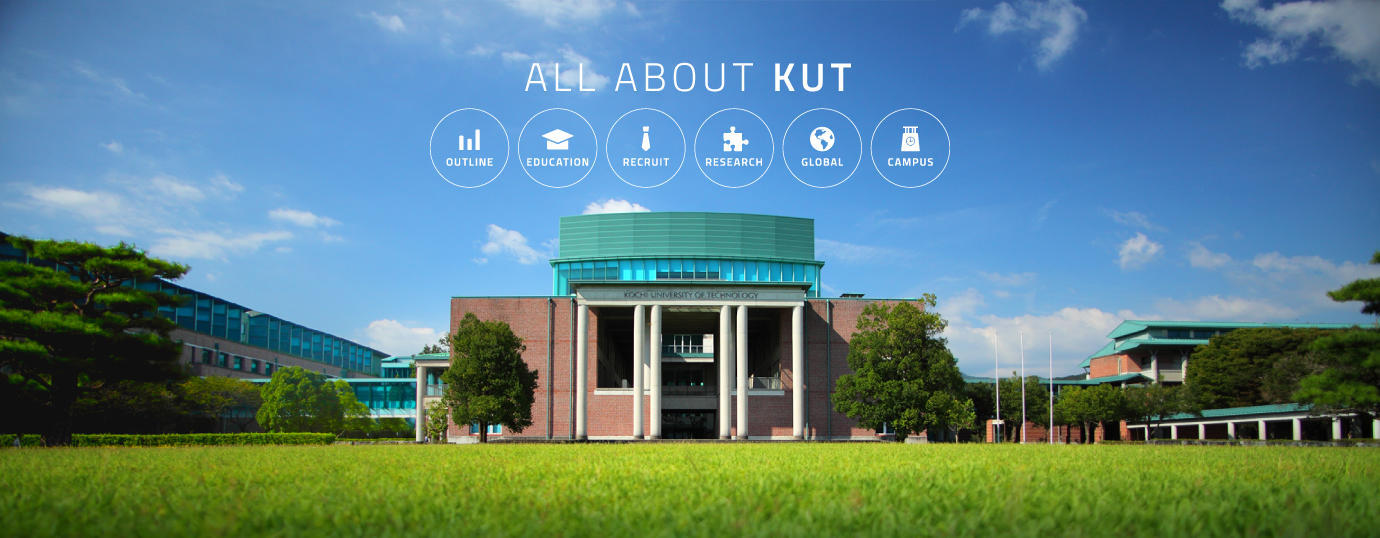 ALL ABOUT KUT
OUTLINE
EDUCATION
RECRUIT
RESEARCH
GLOBAL
CAMPUS
KOCHI UNIVERSITY OF TECHNOLOGY